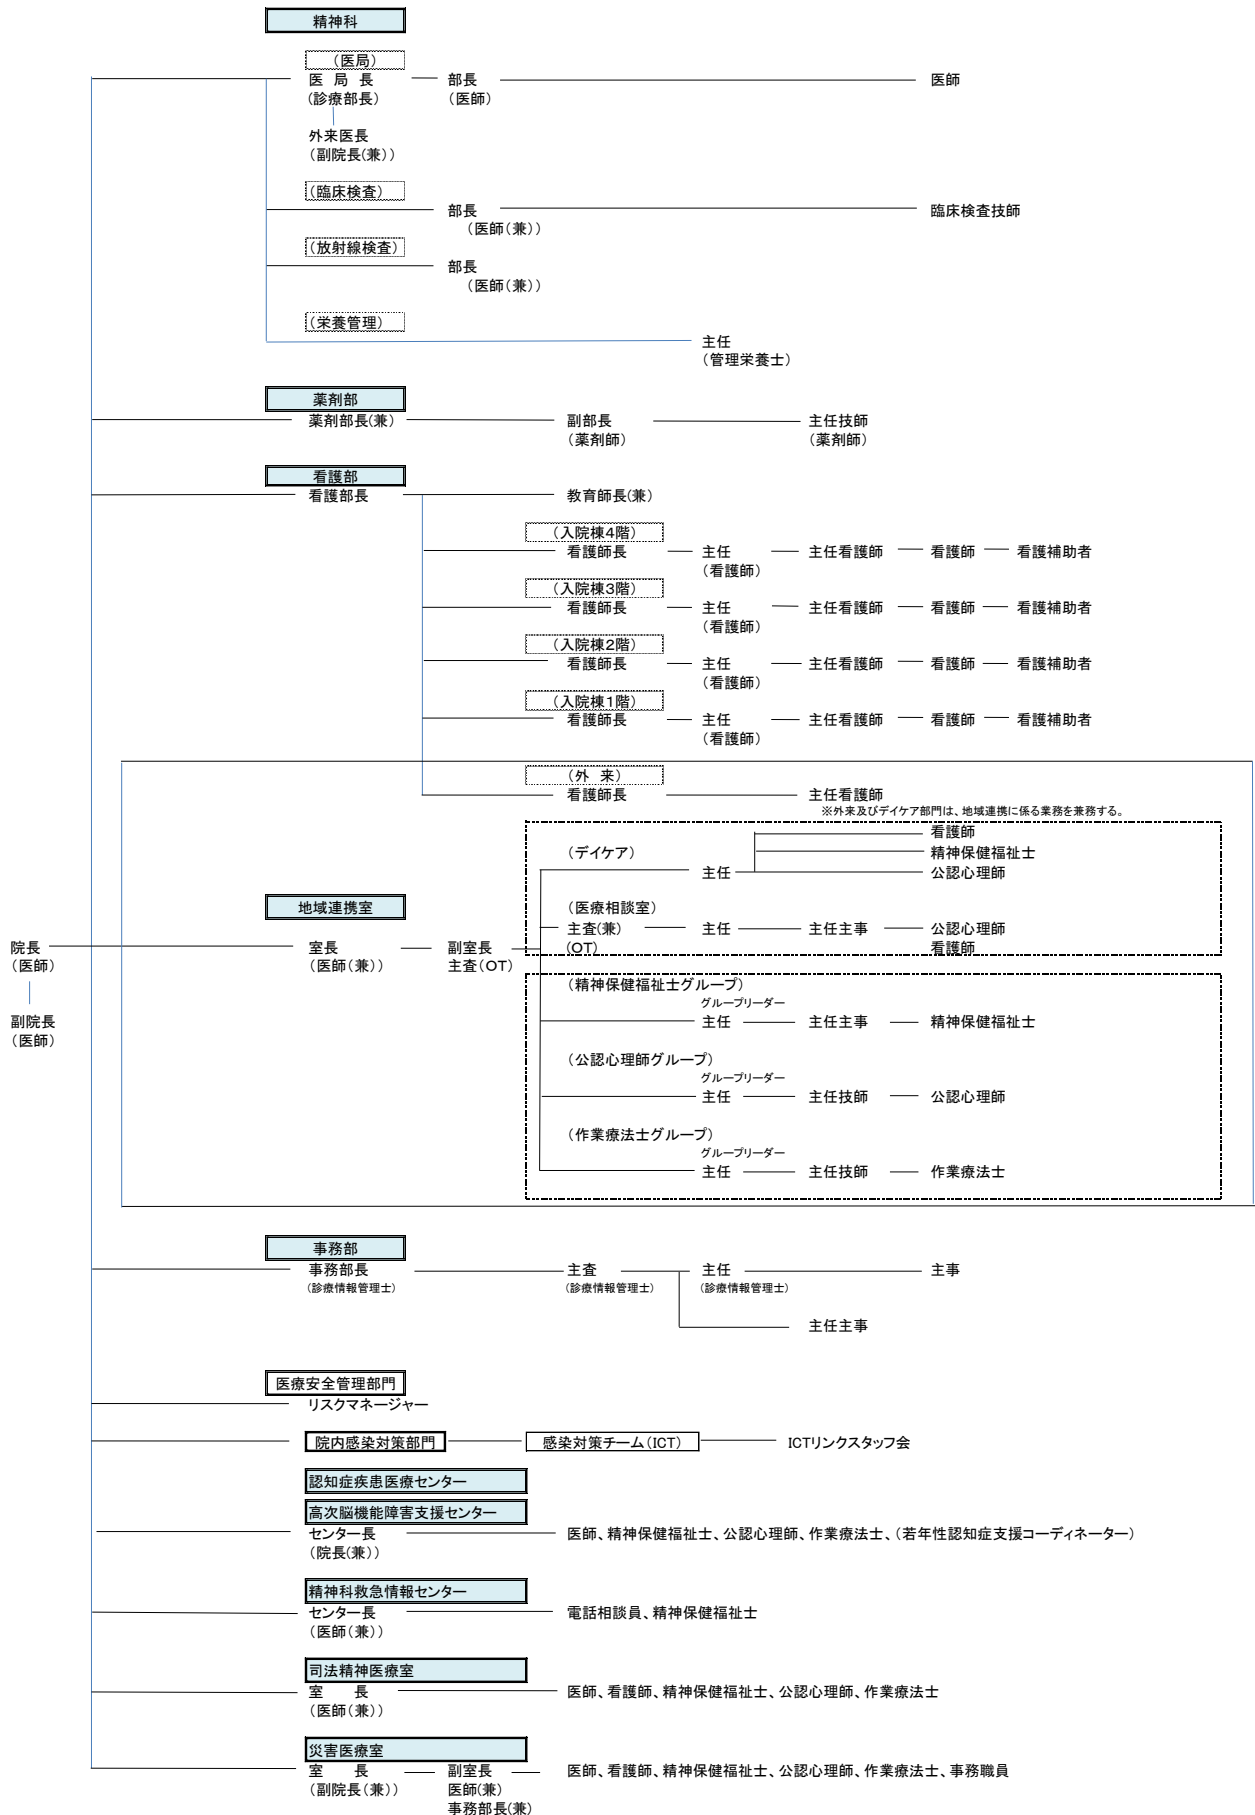 精神科
(医局)
医 局 長 部長 医師
(診療部長) (医師)
外来医長
(副院長(兼))
(臨床検査)
部長 臨床検査技師
(医師(兼))
(放射線検査)
部長
(医師(兼))
(栄養管理)
主任
(管理栄養士)
薬剤部
薬剤部長(兼) 副部長 主任技師
(薬剤師) (薬剤師)
看護部
看護部長 教育師長(兼)
(入院棟4階)
看護師長 主任 主任看護師 看護師 看護補助者
(看護師)
(入院棟3階)
看護師長 主任 主任看護師 看護師 看護補助者
(看護師)
(入院棟2階)
看護師長 主任 主任看護師 看護師 看護補助者
(看護師)
(入院棟1階)
看護師長 主任 主任看護師 看護師 看護補助者
(看護師)
(外 来)
看護師長 主任看護師
※外来及びデイケア部門は、地域連携に係る業務を兼務する。
看護師
(デイケア) 精神保健福祉士
主任 公認心理師
地域連携室 (医療相談室)
主査(兼) 主任 主任主事 公認心理師
院長 室長 副室長 (OT) 看護師
(医師) (医師(兼)) 主査(OT)
(精神保健福祉士グループ)
グループリーダー
副院長 主任 主任主事 精神保健福祉士
(医師)
(公認心理師グループ)
グループリーダー
主任 主任技師 公認心理師
(作業療法士グループ)
グループリーダー
主任 主任技師 作業療法士
事務部
事務部長 主査 主任 主事
(診療情報管理士) (診療情報管理士) (診療情報管理士)
主任主事
医療安全管理部門
リスクマネージャー
院内感染対策部門 感染対策チーム(ICT) ICTリンクスタッフ会
認知症疾患医療センター
高次脳機能障害支援センター
センター長 医師、精神保健福祉士、公認心理師、作業療法士、(若年性認知症支援コーディネーター)
(院長(兼))
精神科救急情報センター
センター長 電話相談員、精神保健福祉士
(医師(兼))
司法精神医療室
室 長 医師、看護師、精神保健福祉士、公認心理師、作業療法士
(医師(兼))
災害医療室
室 長 副室長 医師、看護師、精神保健福祉士、公認心理師、作業療法士、事務職員
(副院長(兼)) 医師(兼)
事務部長(兼)